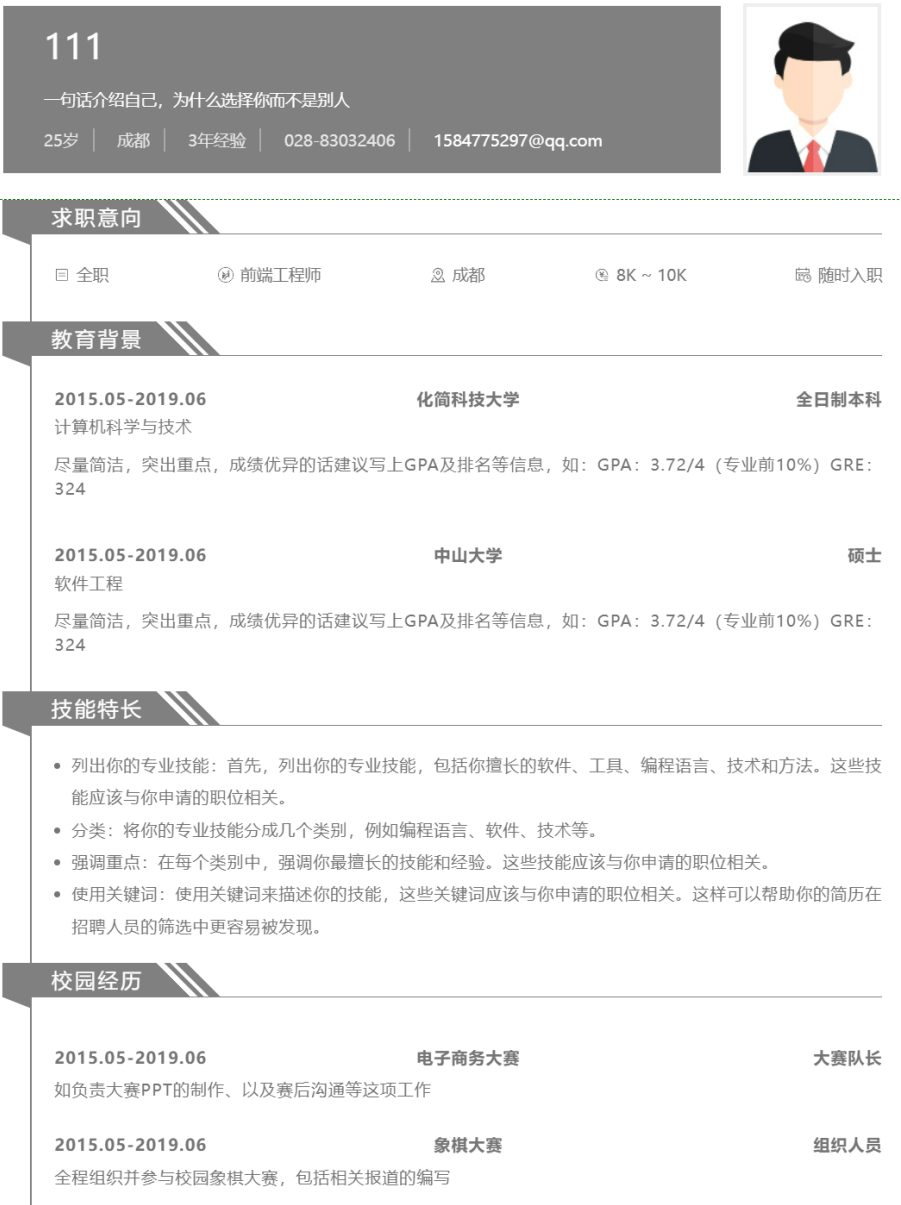 111
一句话介绍自己，为什么选择你而不是别人
25岁 成都 3年经验 028-83032406 1584775297@qq.com
求职意向
全职 前端工程师 成都 8K ~ 10K 随时入职
教育背景
2015.05-2019.06 化简科技大学 全日制本科
计算机科学与技术
尽量简洁，突出重点，成绩优异的话建议写上GPA及排名等信息，如：GPA：3.72/4（专业前10%）GRE：
324
2015.05-2019.06 中山大学 硕士
软件工程
尽量简洁，突出重点，成绩优异的话建议写上GPA及排名等信息，如：GPA：3.72/4（专业前10%）GRE：
324
技能特长
• 列出你的专业技能：首先，列出你的专业技能，包括你擅长的软件、工具、编程语言、技术和方法。这些技
能应该与你申请的职位相关。
• 分类：将你的专业技能分成几个类别，例如编程语言、软件、技术等。
• 强调重点：在每个类别中，强调你最擅长的技能和经验。这些技能应该与你申请的职位相关。
• 使用关键词：使用关键词来描述你的技能，这些关键词应该与你申请的职位相关。这样可以帮助你的简历在
招聘人员的筛选中更容易被发现。
校园经历
2015.05-2019.06 电子商务大赛 大赛队长
如负责大赛PPT的制作、以及赛后沟通等这项工作
2015.05-2019.06 象棋大赛 组织人员
全程组织并参与校园象棋大赛，包括相关报道的编写